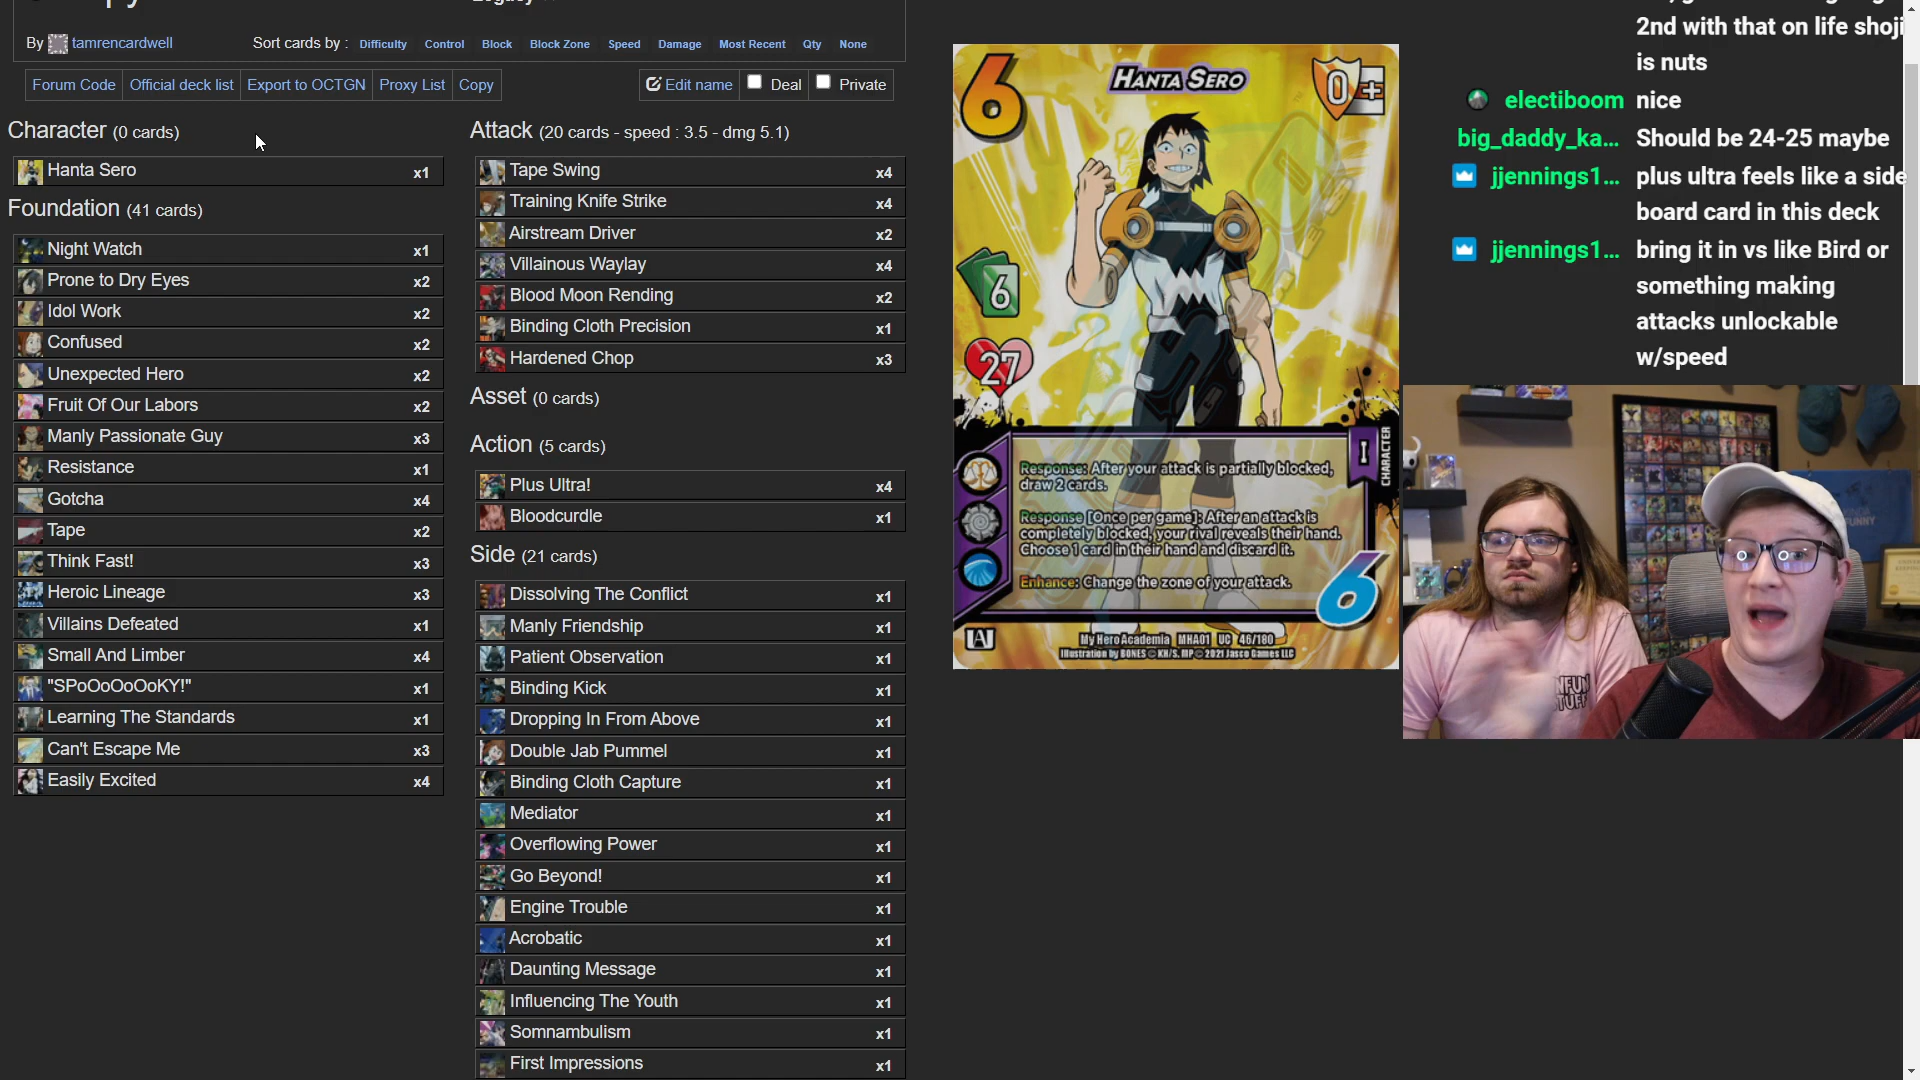 2nd with that on life shoji
is nuts
electiboom nice
big_daddy_ka... Should be 24-25 maybe
jjennings1... plus ultra feels like a side
board card in this deck
jjennings1... bring it in vs like Bird or
something making
attacks unlockable
w/speed
By tamrencardwell
Sort cards by : Difficulty Control Block Block Zone Speed Damage Most Recent Qty None
Forum Code Official deck list Export to OCTGN Proxy List Copy
Edit name Deal Private
Character (0 cards)
Hanta Sero x1
Foundation (41 cards)
Night Watch x1
Prone to Dry Eyes x2
Idol Work x2
Confused x2
Unexpected Hero x2
Fruit Of Our Labors x2
Manly Passionate Guy x3
Resistance x1
Gotcha x4
Tape x2
Think Fast! x3
Heroic Lineage x3
Villains Defeated x1
Small And Limber x4
"SPoOoOoOoKY!" x1
Learning The Standards x1
Can't Escape Me x3
Easily Excited x4
Attack (20 cards - speed : 3.5 - dmg 5.1)
Tape Swing x4
Training Knife Strike x4
Airstream Driver x2
Villainous Waylay x4
Blood Moon Rending x2
Binding Cloth Precision x1
Hardened Chop x3
Asset (0 cards)
Action (5 cards)
Plus Ultra! x4
Bloodcurdle x1
Side (21 cards)
Dissolving The Conflict x1
Manly Friendship x1
Patient Observation x1
Binding Kick x1
Dropping In From Above x1
Double Jab Pummel x1
Binding Cloth Capture x1
Mediator x1
Overflowing Power x1
Go Beyond! x1
Engine Trouble x1
Acrobatic x1
Daunting Message x1
Influencing The Youth x1
Somnambulism x1
First Impressions x1
6
HANTA SERO
0 +
6
27
I
CHARACTER
Response: After your attack is partially blocked,
draw 2 cards.
Response [Once per game]: After an attack is
completely blocked, your rival reveals their hand.
Choose 1 card in their hand and discard it.
Enhance: Change the zone of your attack.
6
My Hero Academia MHA01 UC 46/180
Illustration by BONES © KH/S, MP © 2021 Jasco Games LLC